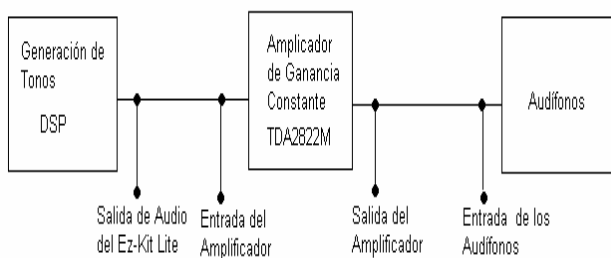 Generación de
Tonos
DSP
Amplicador
de Ganancia
Constante
TDA2822M
Audífonos
Salida de Audio
del Ez-Kit Lite
Entrada del
Amplificador
Salida del
Amplificador
Entrada de los
Audífonos